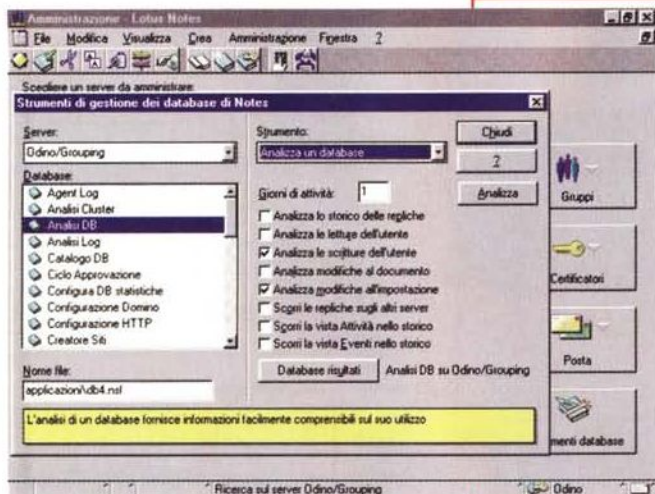 Amministrazione - Lotus Notes
File Modifica Visualizza Crea Amministrazione Finestra ?
Scegliere un server da amministrare:
Strumenti di gestione dei database di Notes
Server:
Odino/Grouping
Database:
Agent Log
Analisi Cluster
Analisi DB
Analisi Log
Catalogo DB
Ciclo Approvazione
Configura DB statistiche
Configurazione Domino
Configurazione HTTP
Creatore Siti
Nome file:
applicazioni\db4.nsf
Strumento:
Analizza un database
Giorni di attività: 1
Analizza lo storico delle repliche
Analizza le letture dell'utente
Analizza le scritture dell'utente
Analizza modifiche al documento
Analizza modifiche all'impostazione
Scorri le repliche sugli altri server
Scorri la vista Attività nello storico
Scorri la vista Eventi nello storico
Database risultati
Analisi DB su Odino/Grouping
Chiudi
?
Analizza
L'analisi di un database fornisce informazioni facilmente comprensibili sul suo utilizzo
Gruppi
Certificatori
Posta
menti database
Ricerca sul server Odino/Grouping
Odino